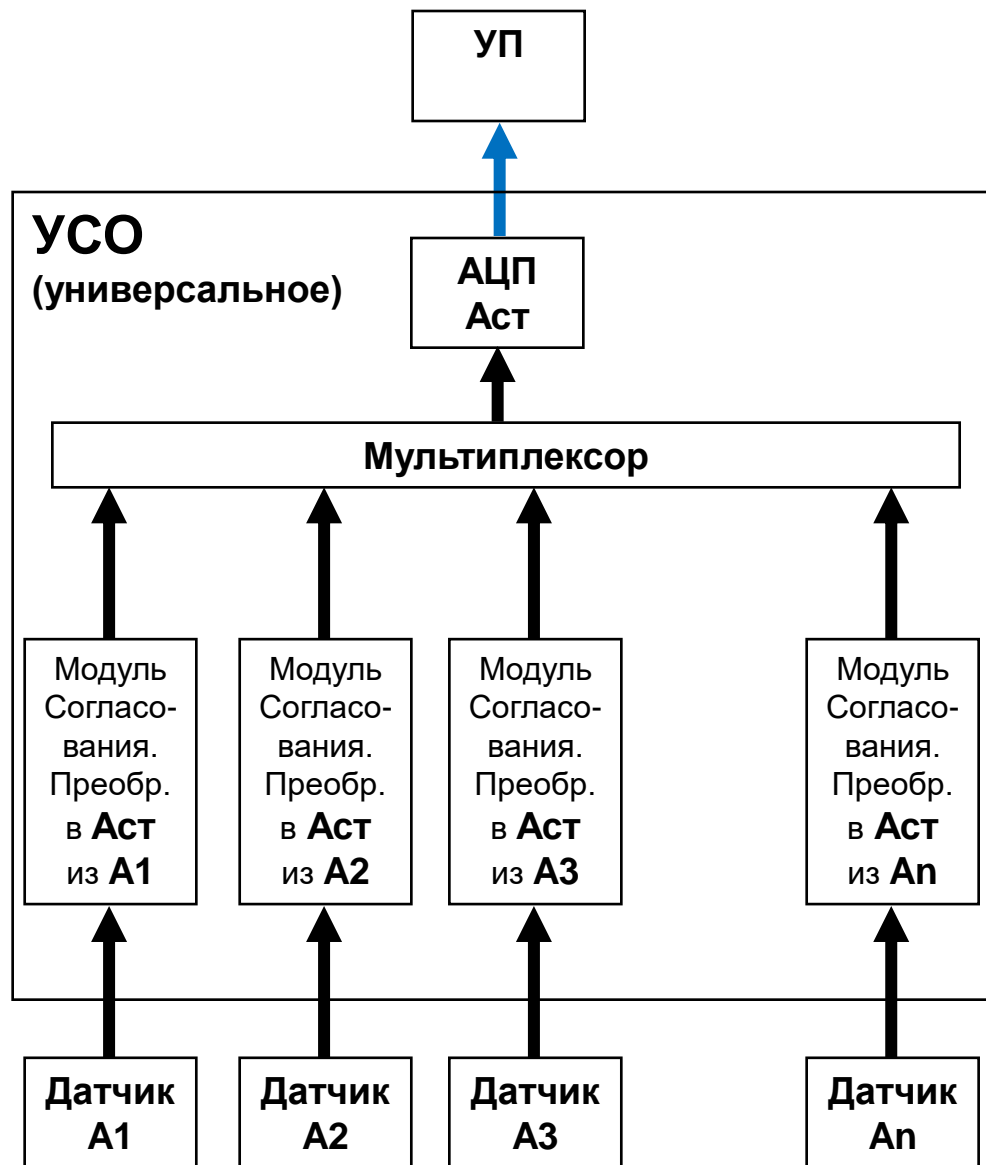 УП
УСО
(универсальное)
АЦП
Аст
Мультиплексор
Модуль
Согласо-
вания.
Преобр.
в Аст
из А1
Модуль
Согласо-
вания.
Преобр.
в Аст
из А2
Модуль
Согласо-
вания.
Преобр.
в Аст
из А3
Модуль
Согласо-
вания.
Преобр.
в Аст
из Аn
Датчик
А1
Датчик
А2
Датчик
А3
Датчик
Аn